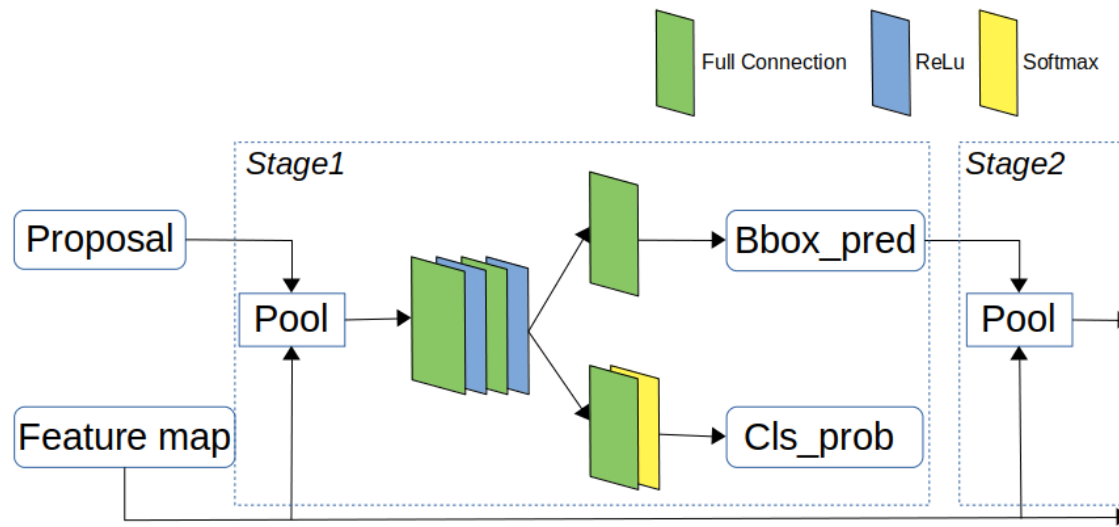 Full Connection
ReLu
Softmax
Stage1
Stage2
Proposal
Bbox_pred
Pool
Pool
Feature map
Cls_prob